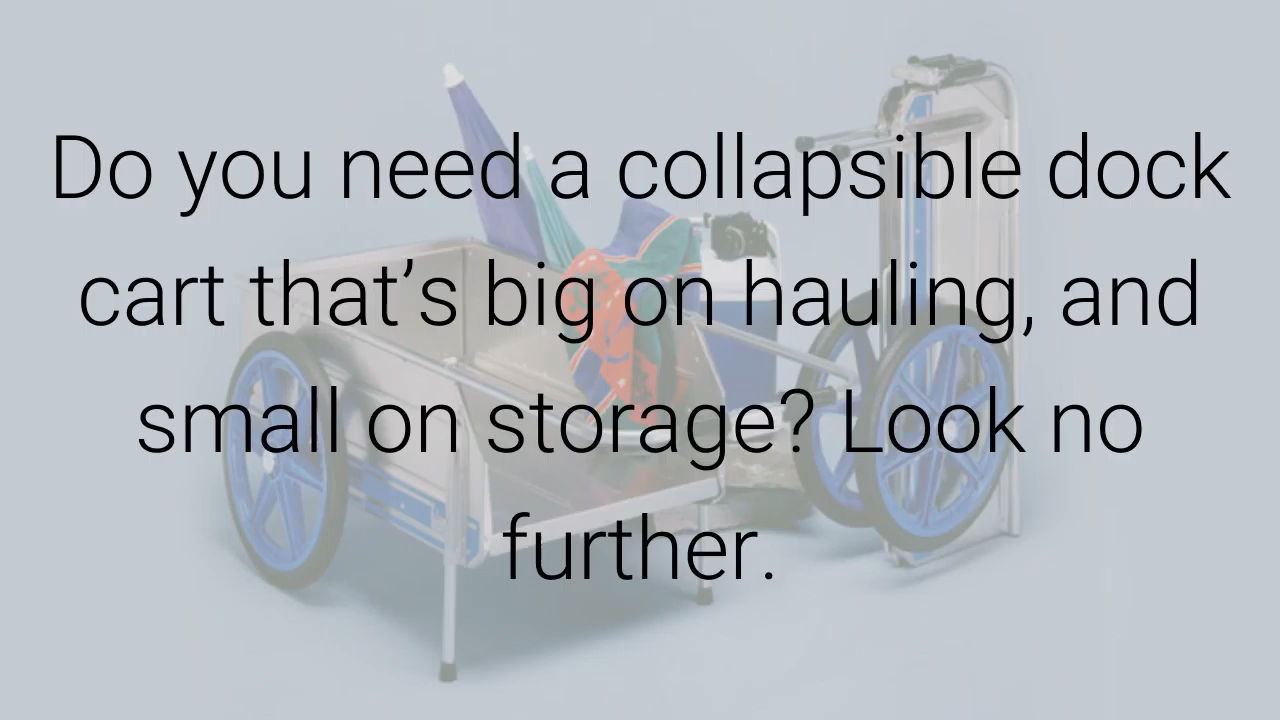 Do you need a collapsible dock
cart that’s big on hauling, and
small on storage? Look no
further.